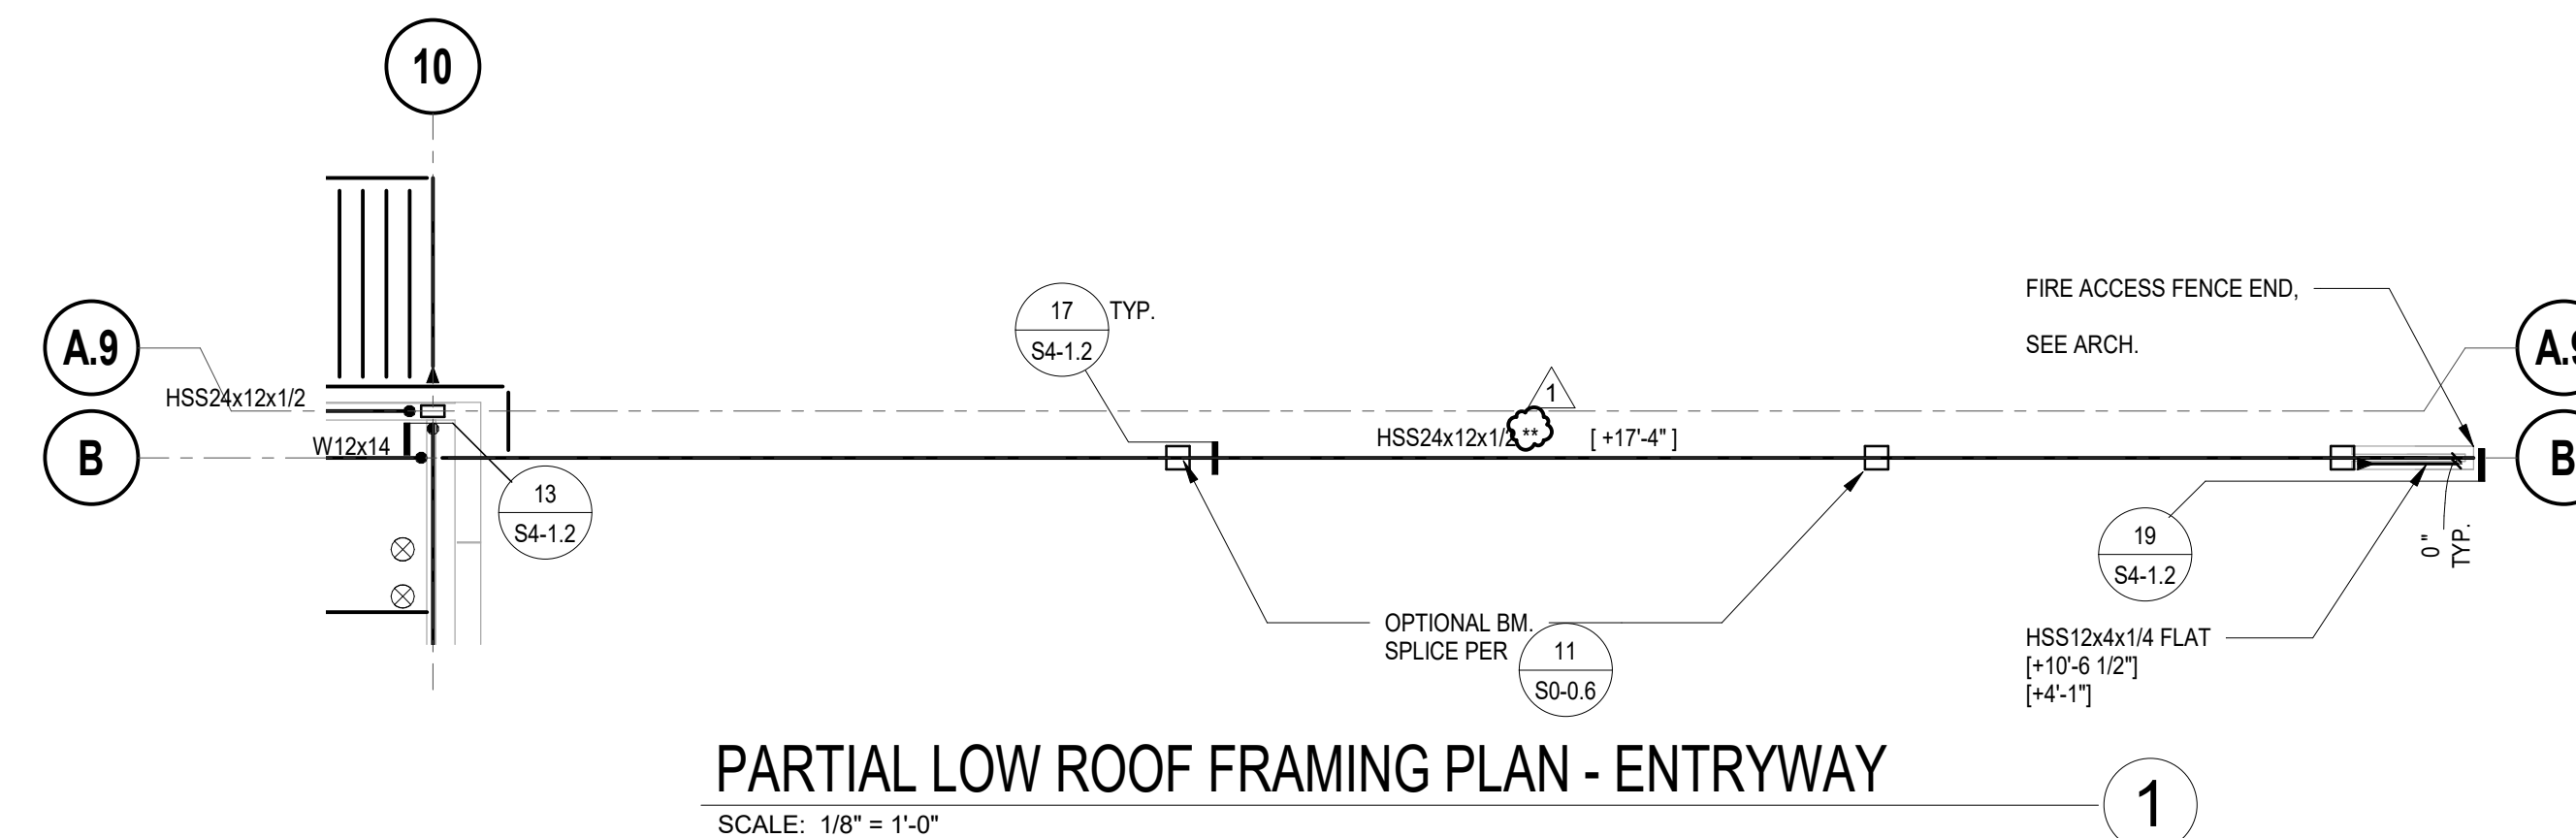 10
17
S4-1.2
TYP.
FIRE ACCESS FENCE END,
SEE ARCH.
A.9
A.9
HSS24x12x1/2
1
HSS24x12x1/2
**
[ +17'-4" ]
W12x14
B
B
13
S4-1.2
19
S4-1.2
0"
TYP.
OPTIONAL BM.
SPLICE PER
11
S0-0.6
HSS12x4x1/4 FLAT
[+10'-6 1/2"]
[+4'-1"]
PARTIAL LOW ROOF FRAMING PLAN - ENTRYWAY
1
SCALE: 1/8" = 1'-0"